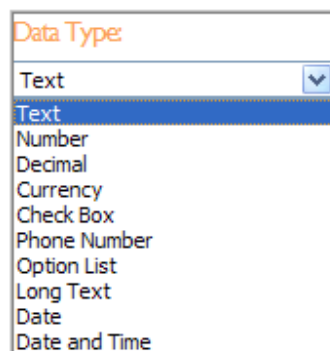 Data Type:
Text
Text
Number
Decimal
Currency
Check Box
Phone Number
Option List
Long Text
Date
Date and Time